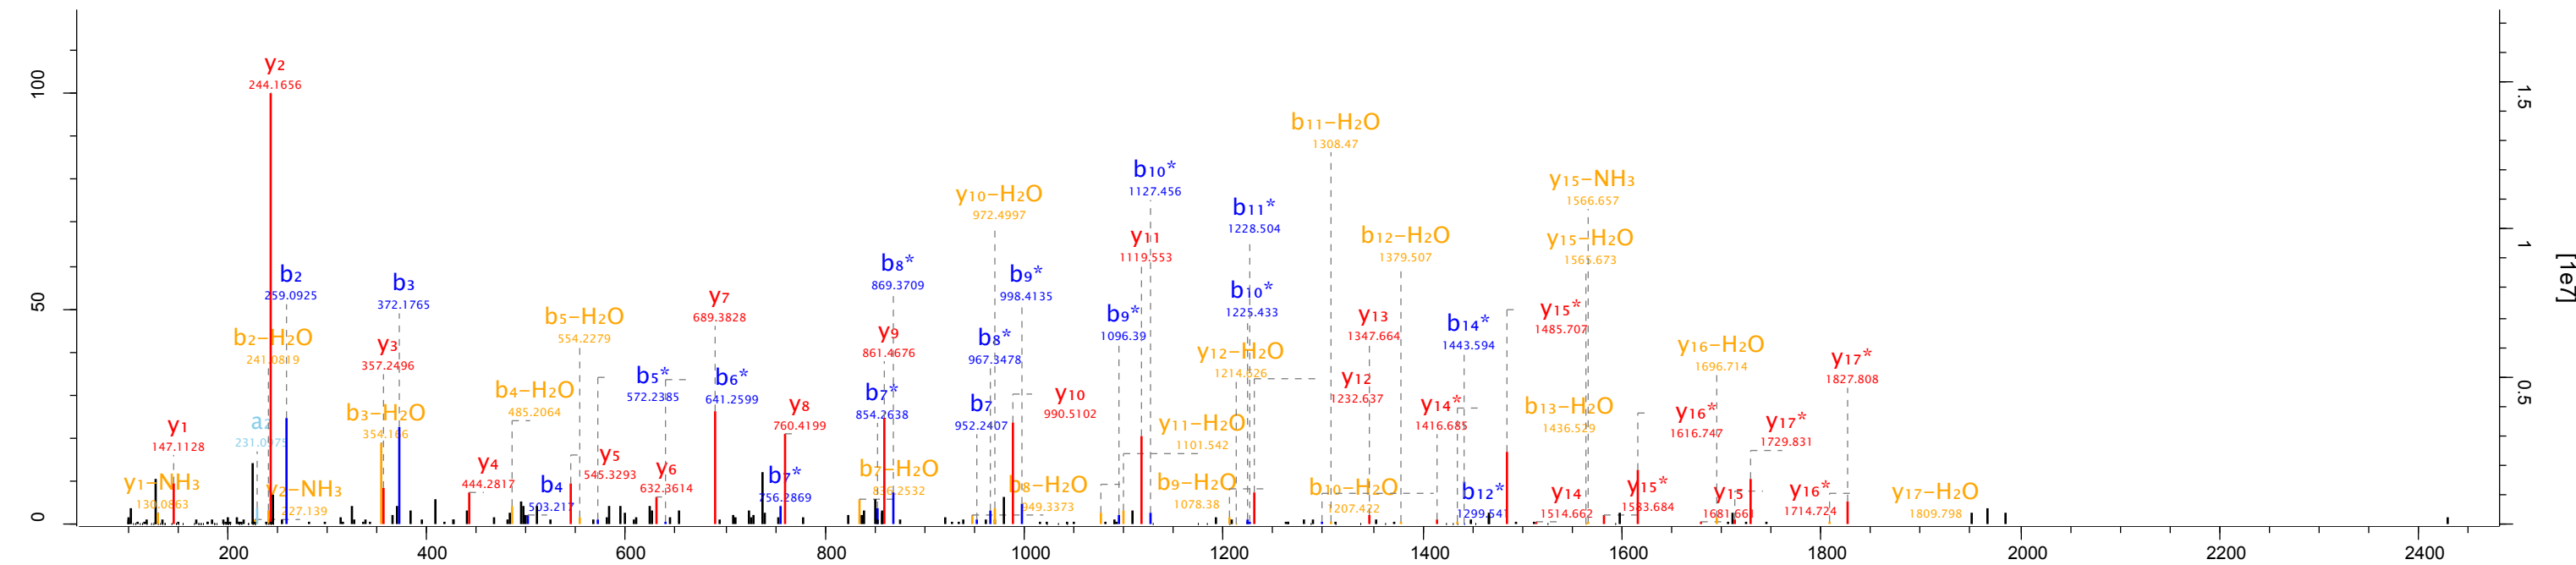 y₁-NH₃
130.0863
y₁
147.1128
y₂
244.1656
b₂-H₂O
241.0819
y₂-NH₃
227.139
b₂
259.0925
b₃-H₂O
354.166
y₃
357.2496
b₃
372.1765
y₄
444.2817
b₄-H₂O
485.2064
b₄
503.217
b₅-H₂O
554.2279
y₅
545.3293
b₅*
572.2385
y₆
632.3614
b₆*
641.2599
y₇
689.3828
b₇*
756.2869
y₈
760.4199
b₇-H₂O
b₇*
854.2638
y₉
861.4676
b₈*
869.3709
b₇
952.2407
b₈*
967.3478
y₁₀-H₂O
972.4997
b₈-H₂O
949.3373
b₉*
998.4135
y₁₀
990.5102
b₉*
1096.39
y₁₁
1119.553
b₁₀*
1127.456
y₁₁-H₂O
1101.542
b₉-H₂O
1078.38
y₁₂-H₂O
1214.626
b₁₀*
1225.433
b₁₁*
1228.504
b₁₁-H₂O
1308.47
b₁₀-H₂O
1207.422
y₁₂
1232.637
y₁₃
1347.664
b₁₂-H₂O
1379.507
y₁₄*
1416.685
b₁₄*
1443.594
b₁₂*
1299.541
y₁₅*
1485.707
y₁₄
1514.662
b₁₃-H₂O
1436.529
y₁₅-NH₃
1566.657
y₁₅-H₂O
1565.673
y₁₅*
1583.684
y₁₆*
1616.747
y₁₆-H₂O
1696.714
y₁₅
1681.661
y₁₇*
1729.831
y₁₆*
1714.724
y₁₇*
1827.808
y₁₇-H₂O
1809.798
0
50
100
0.5
1
1.5
[1e7]
200 400 600 800 1000 1200 1400 1600 1800 2000 2200 2400